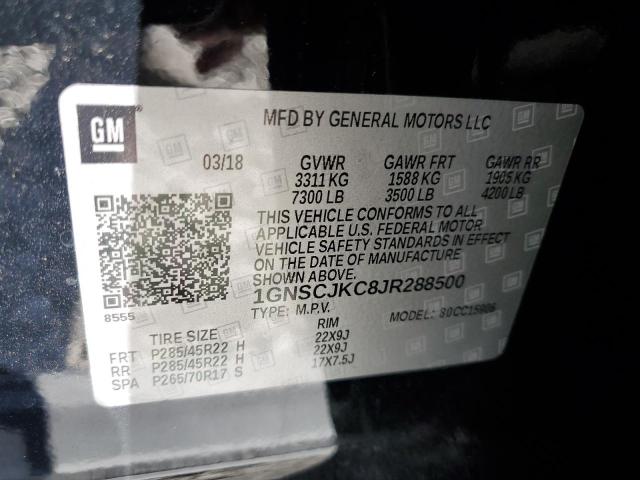 GM
MFD BY GENERAL MOTORS LLC
03/18 GVWR GAWR FRT GAWR RR
3311 KG 1588 KG 1905 KG
7300 LB 3500 LB 4200 LB
THIS VEHICLE CONFORMS TO ALL
APPLICABLE U.S. FEDERAL MOTOR
VEHICLE SAFETY STANDARDS IN EFFECT
ON THE DATE OF MANUFACTURE
SHOWN ABOVE.
1GNSCJKC8JR288500
8555
TYPE: M.P.V. MODEL:
TIRE SIZE RIM
FRT P285/45R22 H 22X9J
RR P285/45R22 H 22X9J
SPA P265/70R17 S 17X7.5J